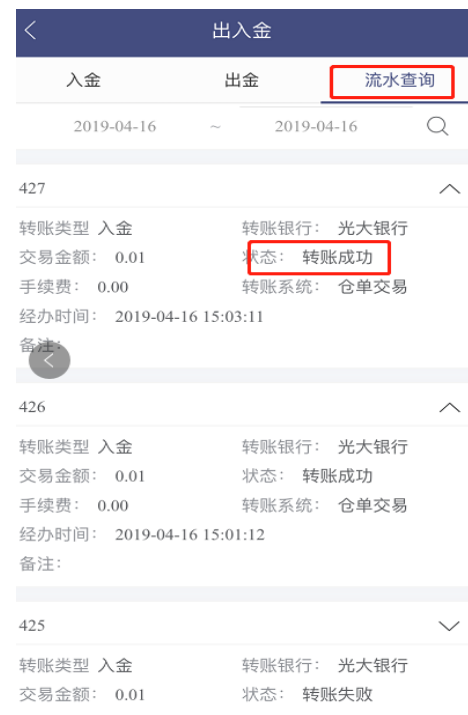 出入金
入金 出金 流水查询
2019-04-16 ~ 2019-04-16
427
转账类型 入金 转账银行： 光大银行
交易金额： 0.01 状态： 转账成功
手续费： 0.00 转账系统： 仓单交易
经办时间： 2019-04-16 15:03:11
备注：
426
转账类型 入金 转账银行： 光大银行
交易金额： 0.01 状态： 转账成功
手续费： 0.00 转账系统： 仓单交易
经办时间： 2019-04-16 15:01:12
备注：
425
转账类型 入金 转账银行： 光大银行
交易金额： 0.01 状态： 转账失败